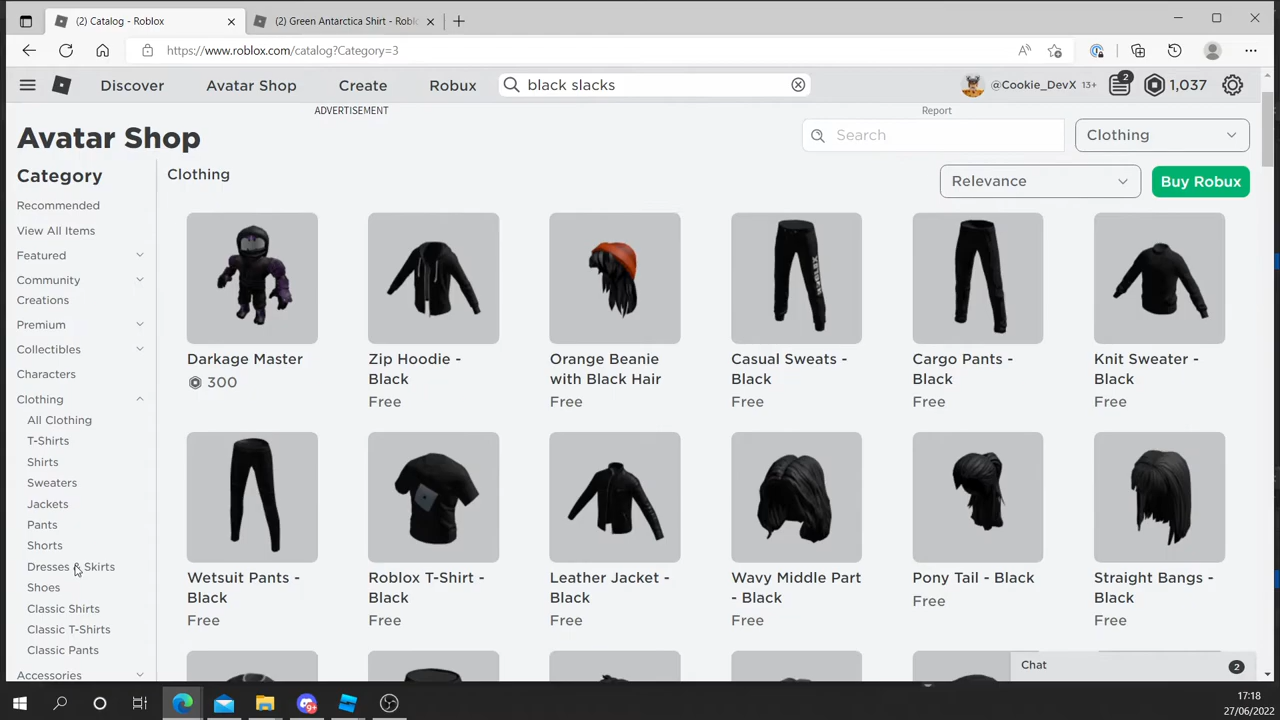 (2) Catalog - Roblox
(2) Green Antarctica Shirt - Roblo
https://www.roblox.com/catalog?Category=3
Discover
Avatar Shop
Create
Robux
black slacks
@Cookie_DevX 13+
2
1,037
ADVERTISEMENT
Report
Avatar Shop
Search
Clothing
Category
Clothing
Relevance
Buy Robux
Recommended
View All Items
Featured
Community
Creations
Premium
Collectibles
Characters
Clothing
All Clothing
T-Shirts
Shirts
Sweaters
Jackets
Pants
Shorts
Dresses & Skirts
Shoes
Classic Shirts
Classic T-Shirts
Classic Pants
Accessories
Darkage Master
300
Zip Hoodie -
Black
Free
Orange Beanie
with Black Hair
Free
Casual Sweats -
Black
Free
Cargo Pants -
Black
Free
Knit Sweater -
Black
Free
Wetsuit Pants -
Black
Free
Roblox T-Shirt -
Black
Free
Leather Jacket -
Black
Free
Wavy Middle Part
- Black
Free
Pony Tail - Black
Free
Straight Bangs -
Black
Free
Chat
2
17:18
27/06/2022